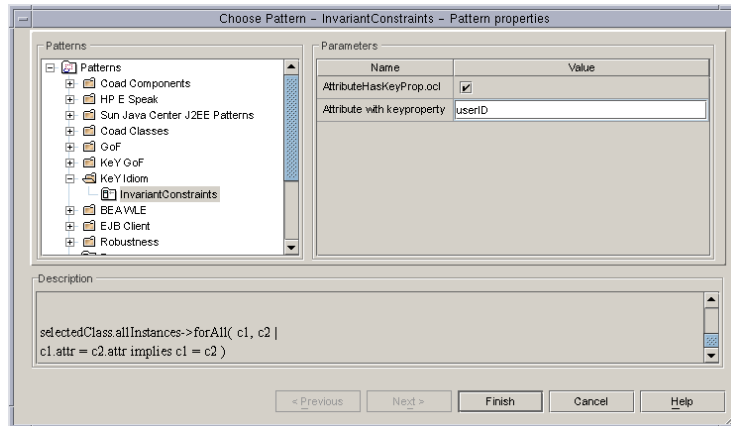 Choose Pattern – InvariantConstraints – Pattern properties
Patterns
Patterns
Coad Components
HP E Speak
Sun Java Center J2EE Patterns
Coad Classes
GoF
KeY GoF
KeY Idiom
InvariantConstraints
BEAWLE
EJB Client
Robustness
Parameters
Name Value
AttributeHasKeyProp.ocl
Attribute with keyproperty userID
Description
selectedClass.allInstances->forAll( c1, c2 |
c1.attr = c2.attr implies c1 = c2 )
< Previous Next > Finish Cancel Help